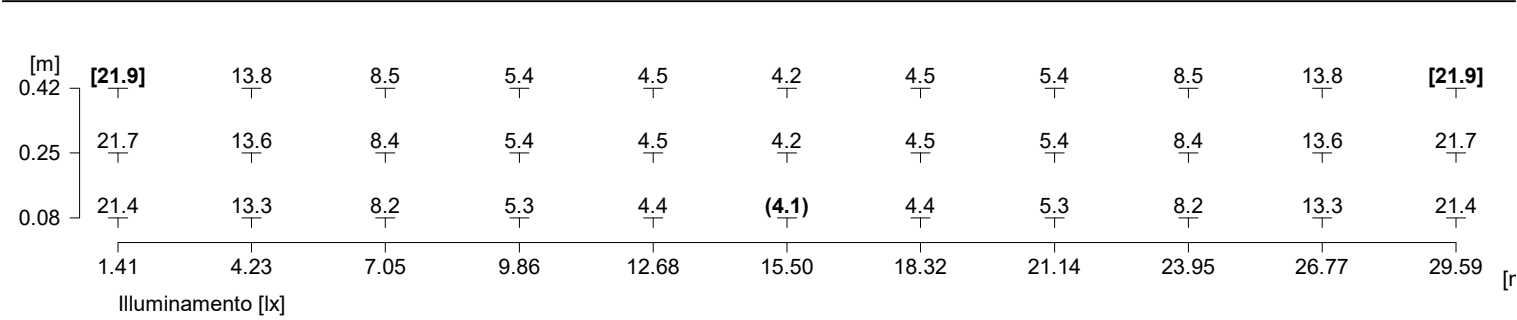 [m]
0.42 [21.9] 13.8 8.5 5.4 4.5 4.2 4.5 5.4 8.5 13.8 [21.9]
0.25 21.7 13.6 8.4 5.4 4.5 4.2 4.5 5.4 8.4 13.6 21.7
0.08 21.4 13.3 8.2 5.3 4.4 (4.1) 4.4 5.3 8.2 13.3 21.4
1.41 4.23 7.05 9.86 12.68 15.50 18.32 21.14 23.95 26.77 29.59
Illuminamento [lx]